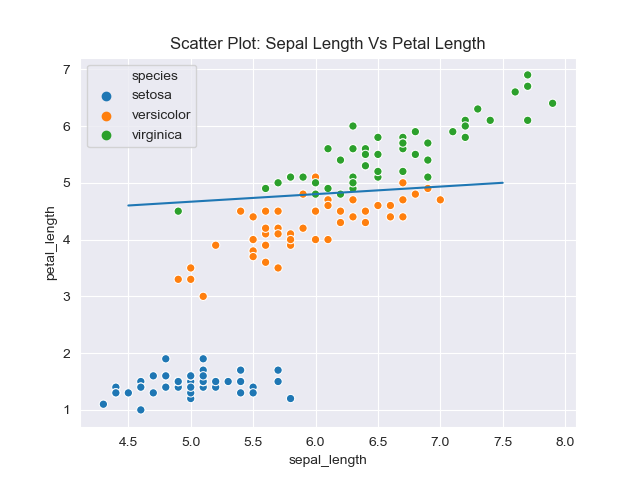 Scatter Plot: Sepal Length Vs Petal Length
species
setosa
versicolor
virginica
7
6
5
4
3
2
1
petal_length
4.5 5.0 5.5 6.0 6.5 7.0 7.5 8.0
sepal_length